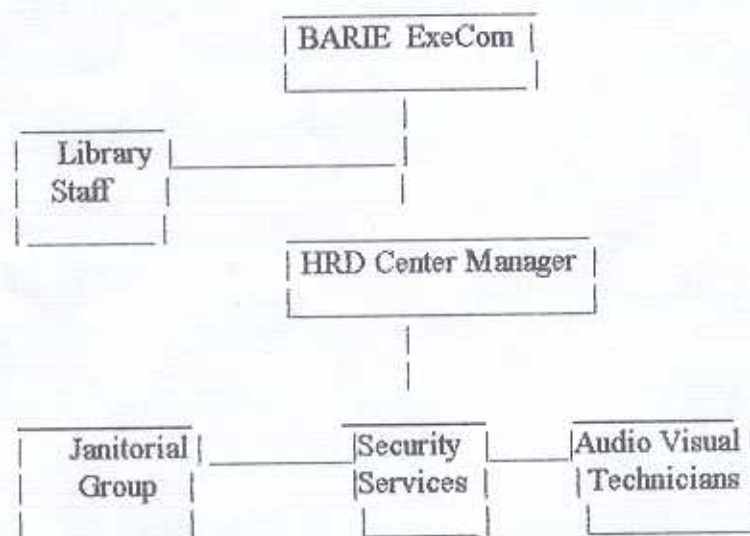 BARIE ExeCom
Library
Staff
HRD Center Manager
Janitorial
Group
Security
Services
Audio Visual
Technicians